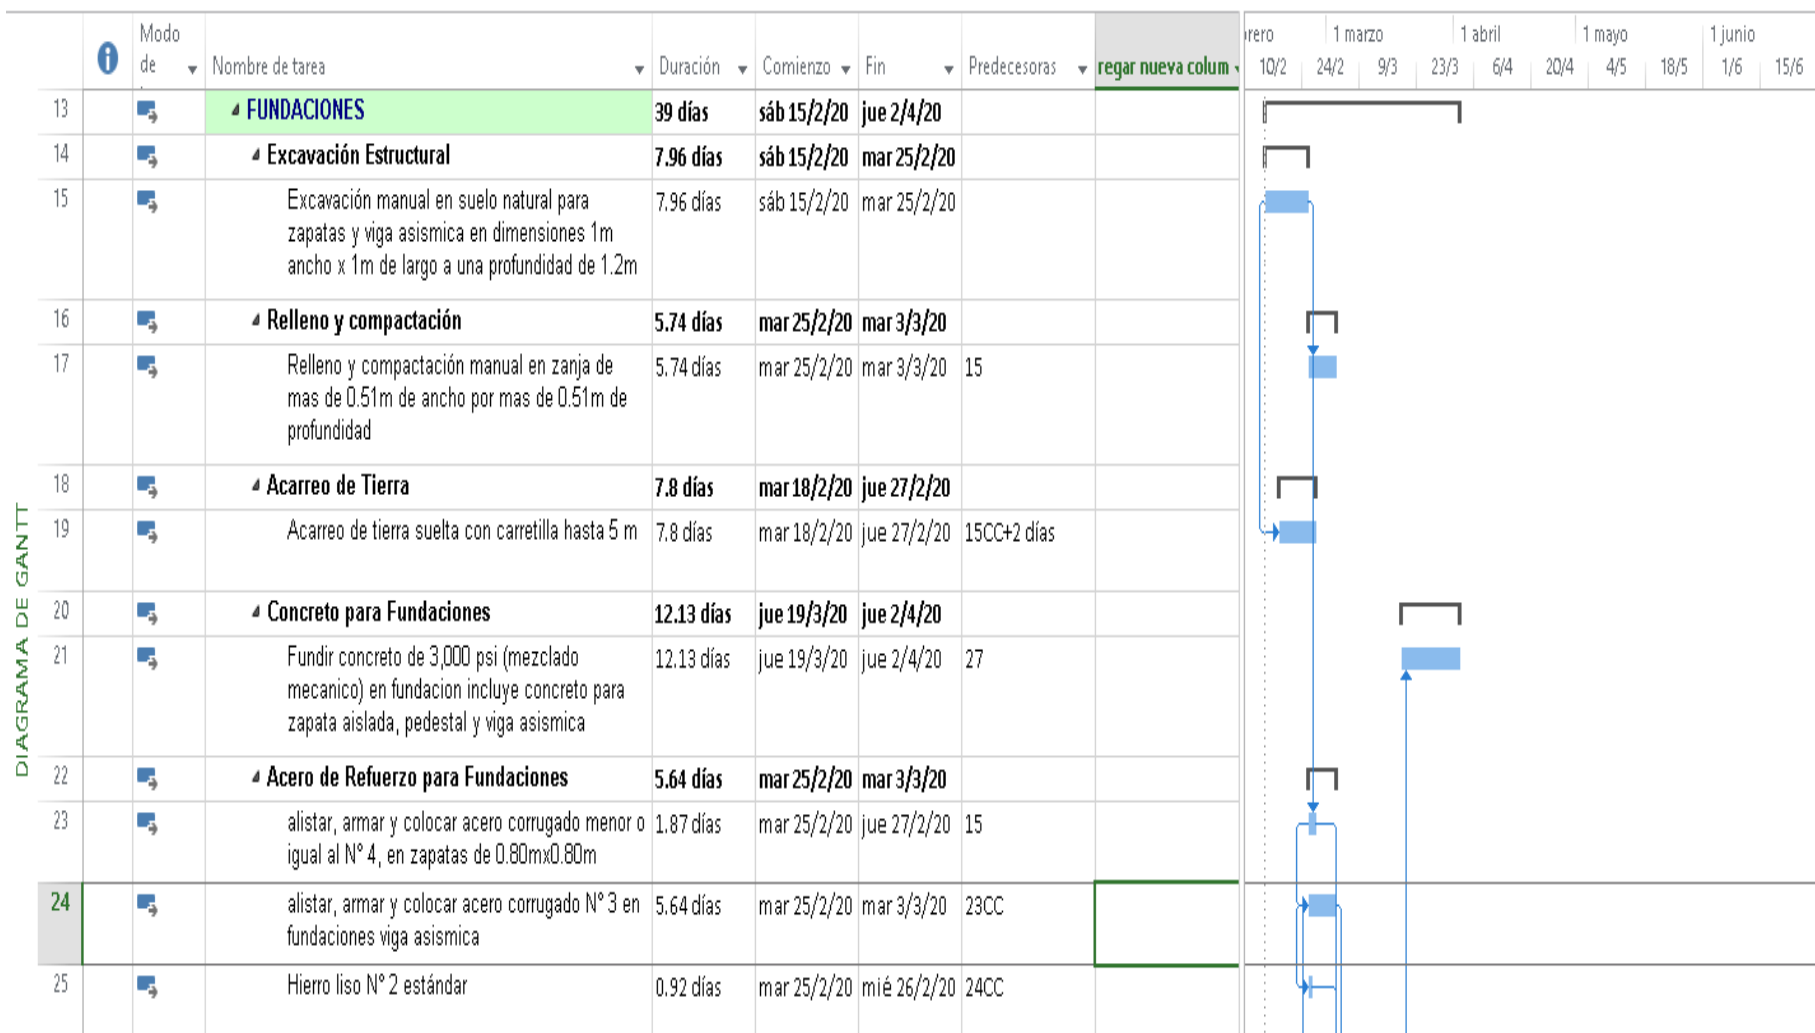 Modo
de
Nombre de tarea
Duración
Comienzo
Fin
Predecesoras
regar nueva colum
rero
1 marzo
1 abril
1 mayo
1 junio
10/2 24/2 9/3 23/3 6/4 20/4 4/5 18/5 1/6 15/6
13 FUNDACIONES 39 días sáb 15/2/20 jue 2/4/20
14 Excavación Estructural 7.96 días sáb 15/2/20 mar 25/2/20
15 Excavación manual en suelo natural para 7.96 días sáb 15/2/20 mar 25/2/20
zapatas y viga asismica en dimensiones 1m
ancho x 1m de largo a una profundidad de 1.2m
16 Relleno y compactación 5.74 días mar 25/2/20 mar 3/3/20
17 Relleno y compactación manual en zanja de 5.74 días mar 25/2/20 mar 3/3/20 15
mas de 0.51m de ancho por mas de 0.51m de
profundidad
18 Acarreo de Tierra 7.8 días mar 18/2/20 jue 27/2/20
19 Acarreo de tierra suelta con carretilla hasta 5 m 7.8 días mar 18/2/20 jue 27/2/20 15CC+2 días
20 Concreto para Fundaciones 12.13 días jue 19/3/20 jue 2/4/20
21 Fundir concreto de 3,000 psi (mezclado 12.13 días jue 19/3/20 jue 2/4/20 27
mecanico) en fundacion incluye concreto para
zapata aislada, pedestal y viga asismica
22 Acero de Refuerzo para Fundaciones 5.64 días mar 25/2/20 mar 3/3/20
23 alistar, armar y colocar acero corrugado menor o 1.87 días mar 25/2/20 jue 27/2/20 15
igual al N° 4, en zapatas de 0.80mx0.80m
24 alistar, armar y colocar acero corrugado N° 3 en 5.64 días mar 25/2/20 mar 3/3/20 23CC
fundaciones viga asismica
25 Hierro liso N° 2 estándar 0.92 días mar 25/2/20 mié 26/2/20 24CC
DIAGRAMA DE GANTT